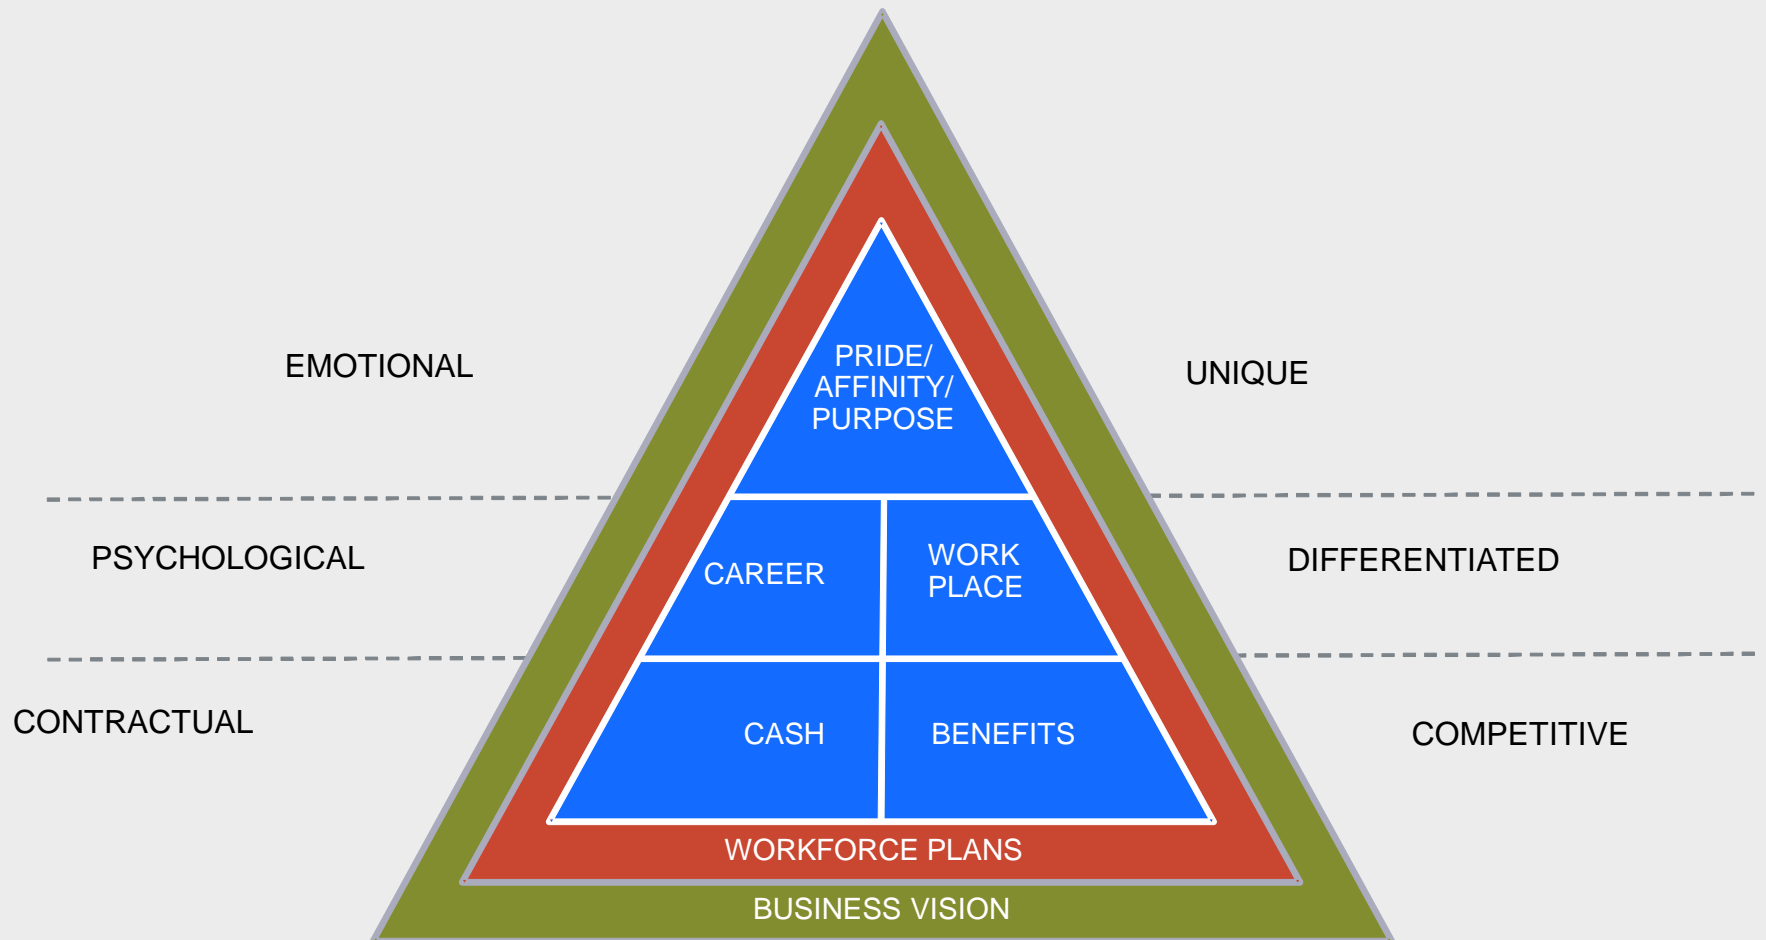 EMOTIONAL
PRIDE/
AFFINITY/
PURPOSE
UNIQUE
PSYCHOLOGICAL
CAREER
WORK
PLACE
DIFFERENTIATED
CONTRACTUAL
CASH
BENEFITS
COMPETITIVE
WORKFORCE PLANS
BUSINESS VISION